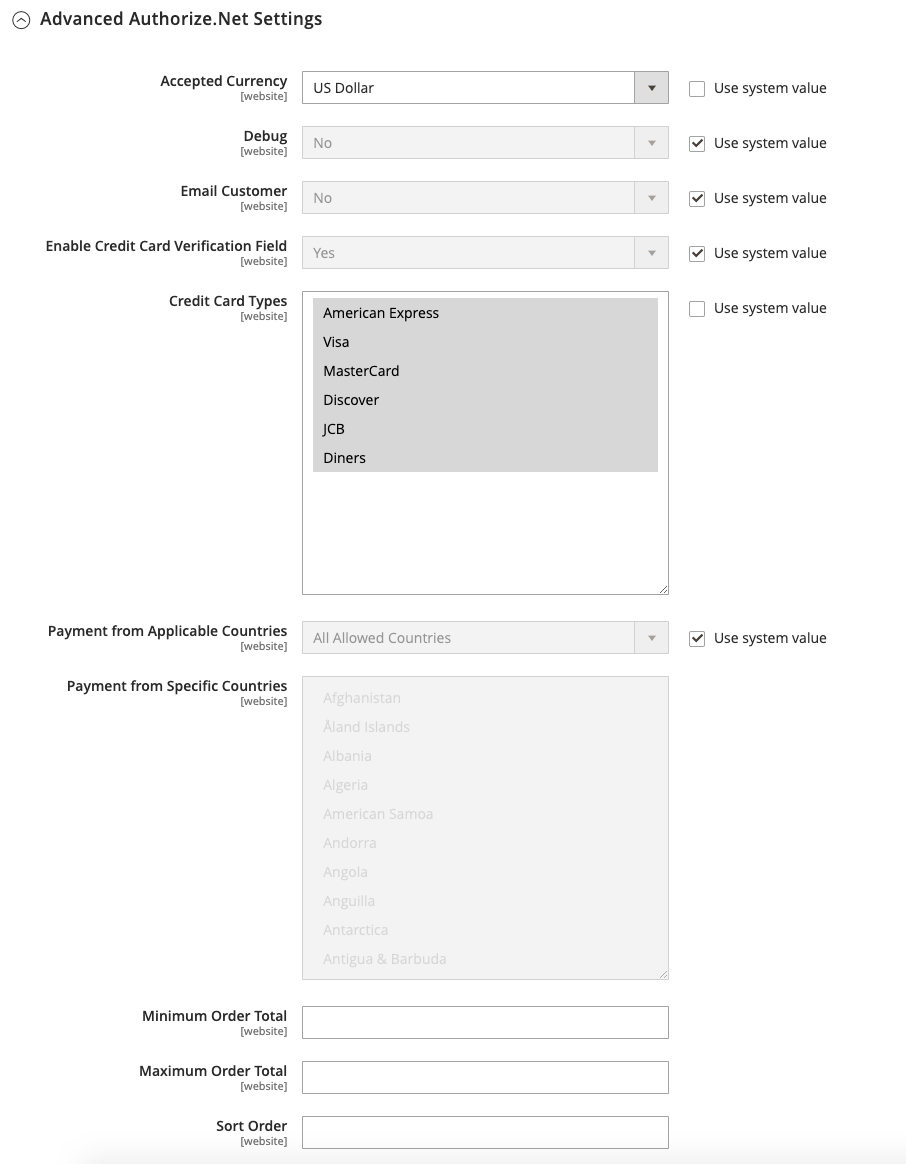 Advanced Authorize.Net Settings
Accepted Currency
[website]
US Dollar
Use system value
Debug
[website]
No
Use system value
Email Customer
[website]
No
Use system value
Enable Credit Card Verification Field
[website]
Yes
Use system value
Credit Card Types
[website]
American Express
Visa
MasterCard
Discover
JCB
Diners
Use system value
Payment from Applicable Countries
[website]
All Allowed Countries
Use system value
Payment from Specific Countries
[website]
Afghanistan
Åland Islands
Albania
Algeria
American Samoa
Andorra
Angola
Anguilla
Antarctica
Antigua & Barbuda
Minimum Order Total
[website]
Maximum Order Total
[website]
Sort Order
[website]